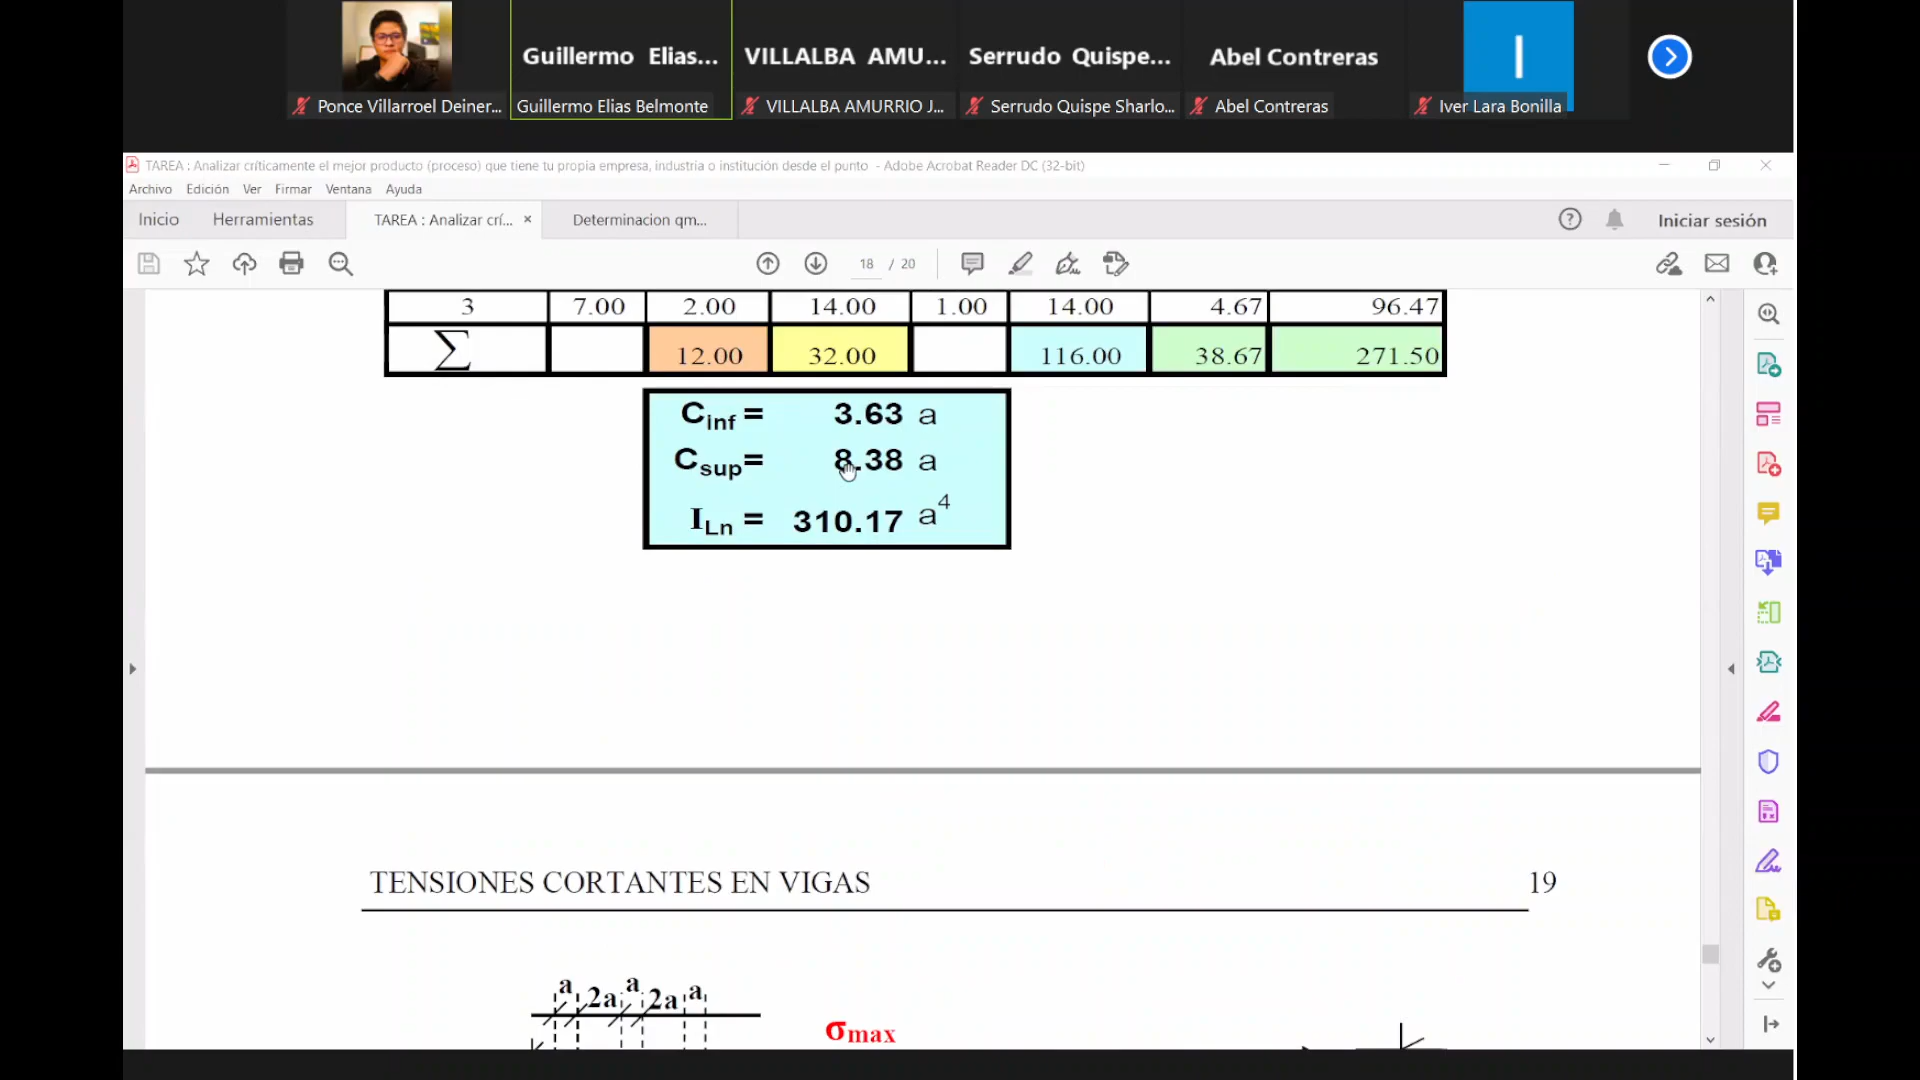 Guillermo Elias...
VILLALBA AMU...
Serrudo Quispe...
Abel Contreras
I
Ponce Villarroel Deiner...
Guillermo Elias Belmonte
VILLALBA AMURRIO J...
Serrudo Quispe Sharlo...
Abel Contreras
Iver Lara Bonilla
TAREA : Analizar críticamente el mejor producto (proceso) que tiene tu propia empresa, industria o institución desde el punto - Adobe Acrobat Reader DC (32-bit)
Archivo Edición Ver Firmar Ventana Ayuda
Inicio Herramientas TAREA : Analizar crí... × Determinacion qm... Iniciar sesión
18 / 20
3 7.00 2.00 14.00 1.00 14.00 4.67 96.47
∑ 12.00 32.00 116.00 38.67 271.50
Cinf = 3.63 a
Csup= 8.38 a
ILn = 310.17 a4
TENSIONES CORTANTES EN VIGAS 19
a 2a a 2a a
σmax